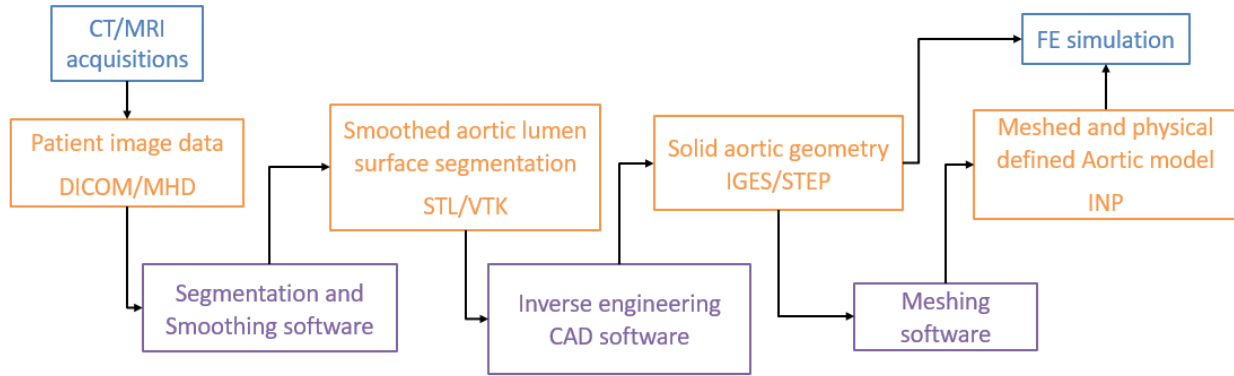 CT/MRI
acquisitions
FE simulation
Patient image data
DICOM/MHD
Smoothed aortic lumen
surface segmentation
STL/VTK
Solid aortic geometry
IGES/STEP
Meshed and physical
defined Aortic model
INP
Segmentation and
Smoothing software
Inverse engineering
CAD software
Meshing
software